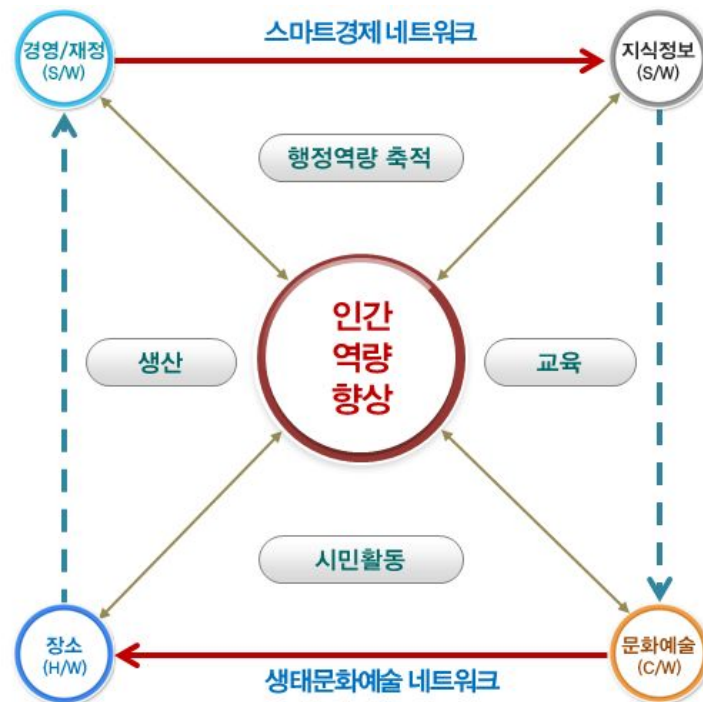 스마트경제 네트워크
경영/재정
(S/W)
지식정보
(S/W)
행정역량 축적
인간
역량
향상
생산
교육
시민활동
장소
(H/W)
문화예술
(C/W)
생태문화예술 네트워크